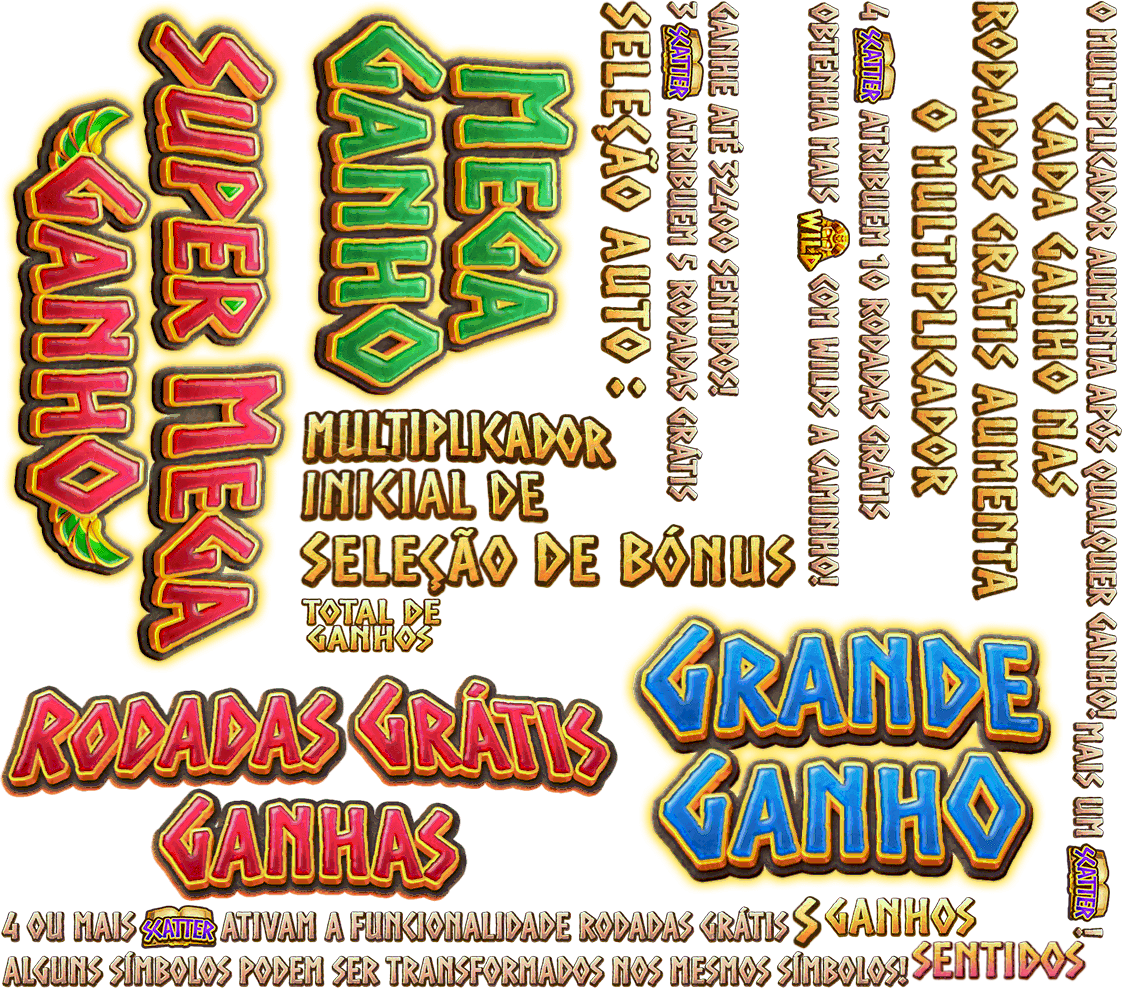 SUPER MEGA
GANHO
MEGA
GANHO
SELEÇÃO AUTO:
GANHE ATÉ 32400 SENTIDOS!
3 SCATTER ATRIBUEM 5 RODADAS GRÁTIS
4 SCATTER ATRIBUEM 10 RODADAS GRÁTIS
OBTENHA MAIS WILD COM WILDS A CAMINHO!
CADA GANHO NAS
RODADAS GRÁTIS AUMENTA
O MULTIPLICADOR
O MULTIPLICADOR AUMENTA APÓS QUALQUER GANHO!
MAIS UM SCATTER!
MULTIPLICADOR
INICIAL DE
SELEÇÃO DE BÓNUS
TOTAL DE
GANHOS
GRANDE
GANHO
RODADAS GRÁTIS
GANHAS
4 OU MAIS SCATTER ATIVAM A FUNCIONALIDADE RODADAS GRÁTIS
S
GANHOS
ALGUNS SÍMBOLOS PODEM SER TRANSFORMADOS NOS MESMOS SÍMBOLOS!
SENTIDOS